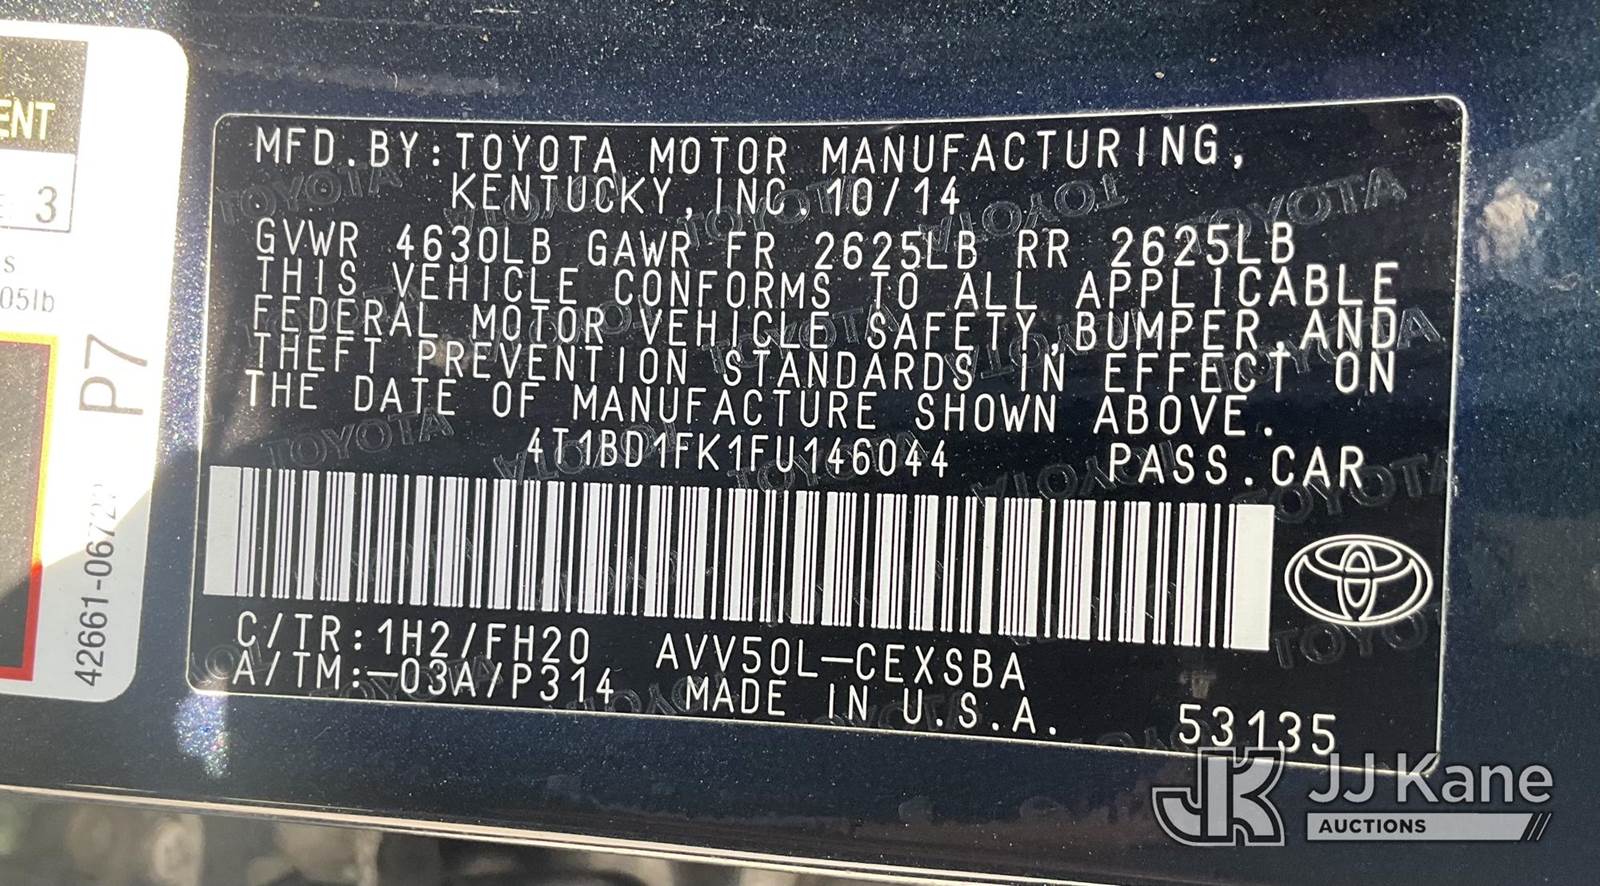 ENT
3
s
05lb
P7
MFD.BY:TOYOTA MOTOR MANUFACTURING,
KENTUCKY,INC.10/14
GVWR 4630LB GAWR FR 2625LB RR 2625LB
THIS VEHICLE CONFORMS TO ALL APPLICABLE
FEDERAL MOTOR VEHICLE SAFETY,BUMPER,AND
THEFT PREVENTION STANDARDS IN EFFECT ON
THE DATE OF MANUFACTURE SHOWN ABOVE.
4T1BD1FK1FU146044 PASS.CAR
C/TR:1H2/FH20 AVV50L-CEXSBA
A/TM:-03A/P314 MADE IN U.S.A.
53135
JJ Kane
AUCTIONS